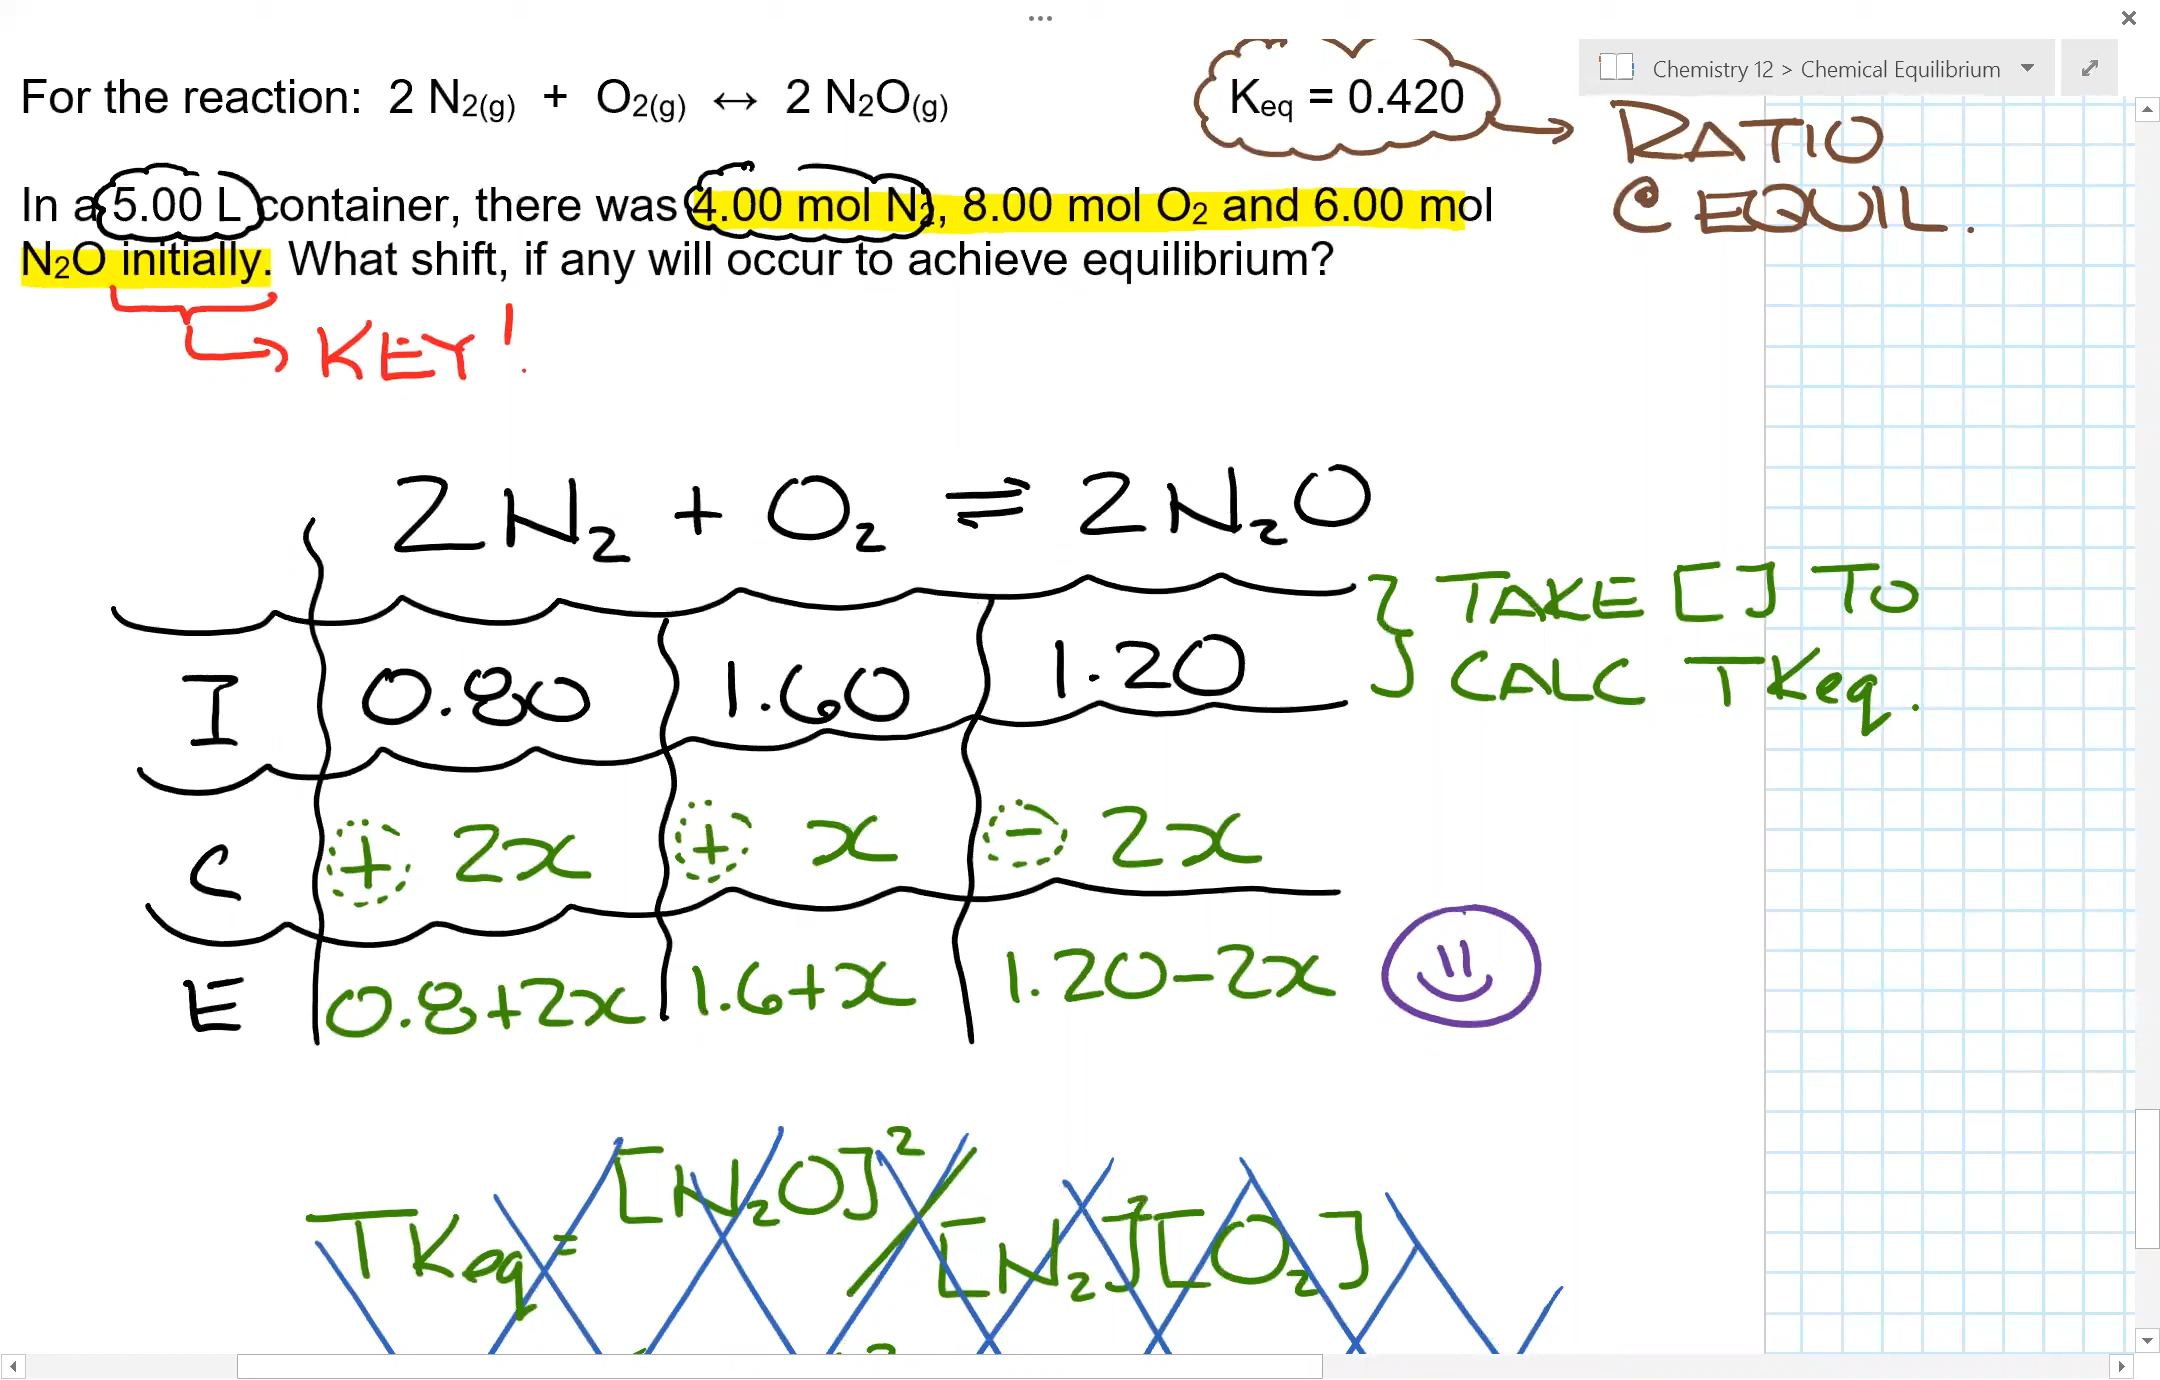 For the reaction: 2 N2(g) + O2(g) ↔ 2 N2O(g) Keq = 0.420
Chemistry 12 > Chemical Equilibrium
RATIO
@ EQUIL.
In a 5.00 L container, there was 4.00 mol N2, 8.00 mol O2 and 6.00 mol
N2O initially. What shift, if any will occur to achieve equilibrium?
KEY!
2N2 + O2 ⇌ 2N2O
I 0.80 1.60 1.20
TAKE [ ] TO
CALC TKeq.
C + 2x + x - 2x
E 0.8+2x 1.6+x 1.20-2x
TKeq = [N2O]² / [N2]²[O2]